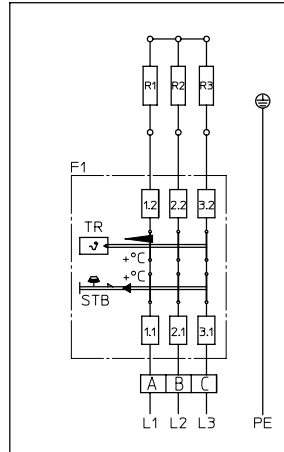 R1 R2 R3
F1
1.2 2.2 3.2
TR
ϑ
+°C
+°C
STB
1.1 2.1 3.1
A B C
L1 L2 L3 PE